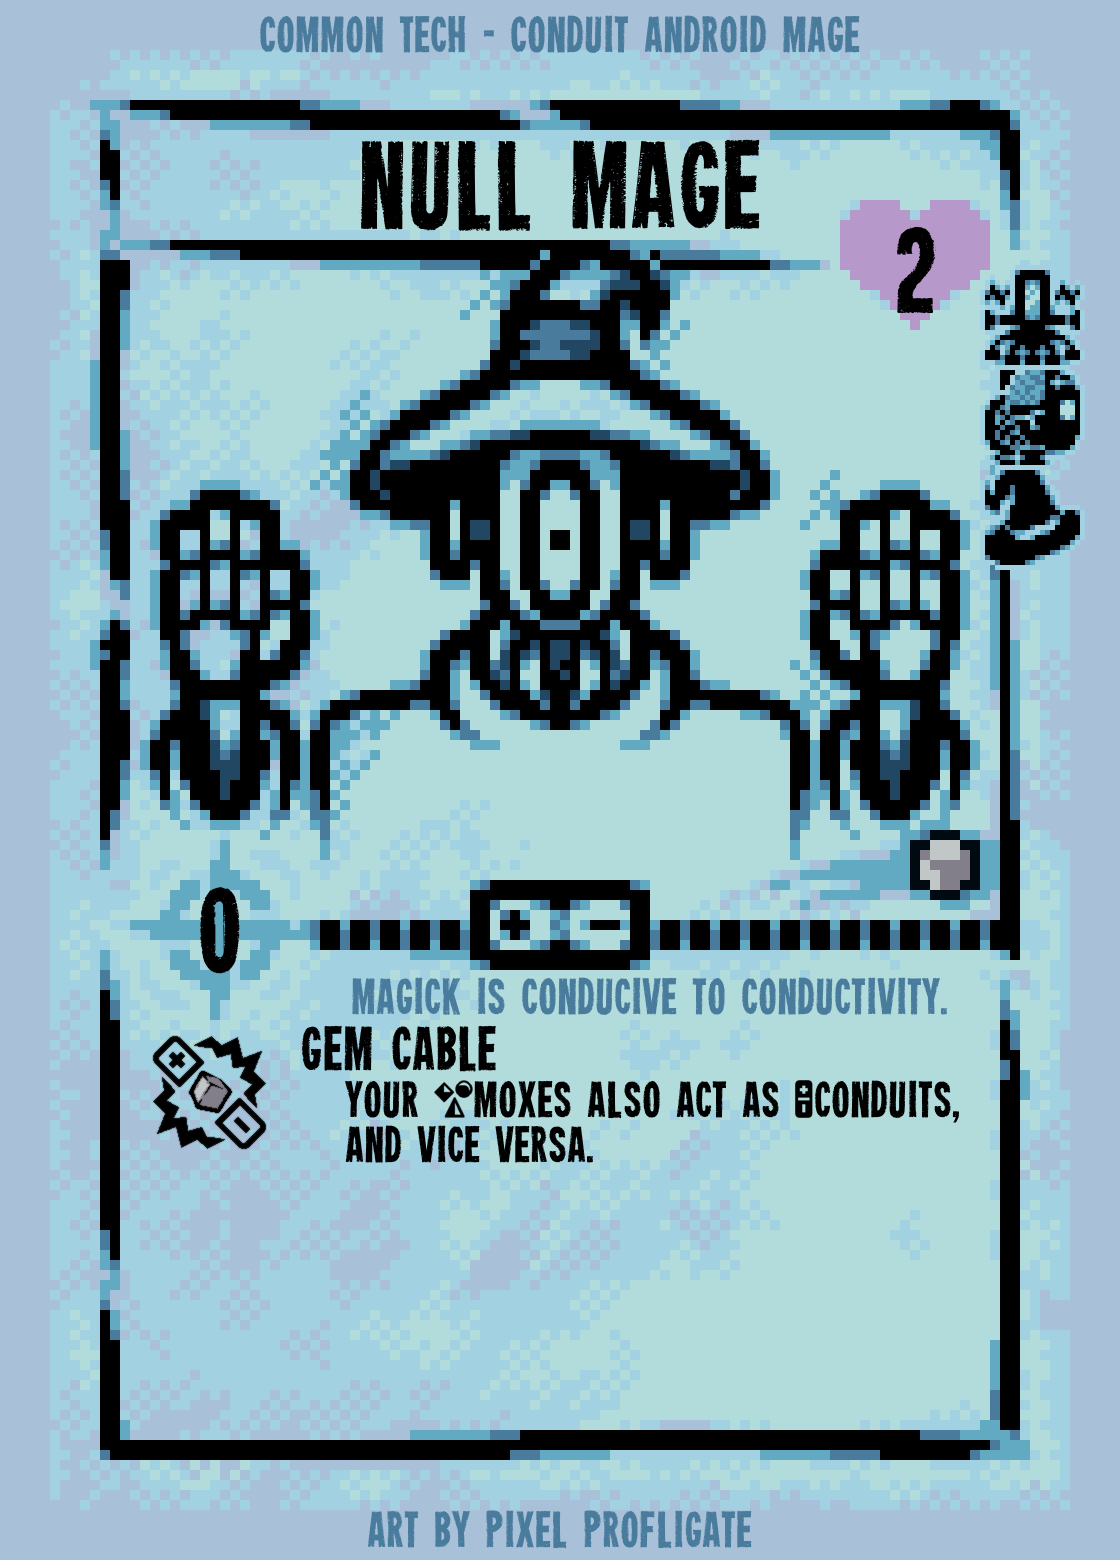 COMMON TECH - CONDUIT ANDROID MAGE
NULL MAGE
2
0
MAGICK IS CONDUCIVE TO CONDUCTIVITY.
GEM CABLE
YOUR MOXES ALSO ACT AS CONDUITS,
AND VICE VERSA.
ART BY PIXEL PROFLIGATE